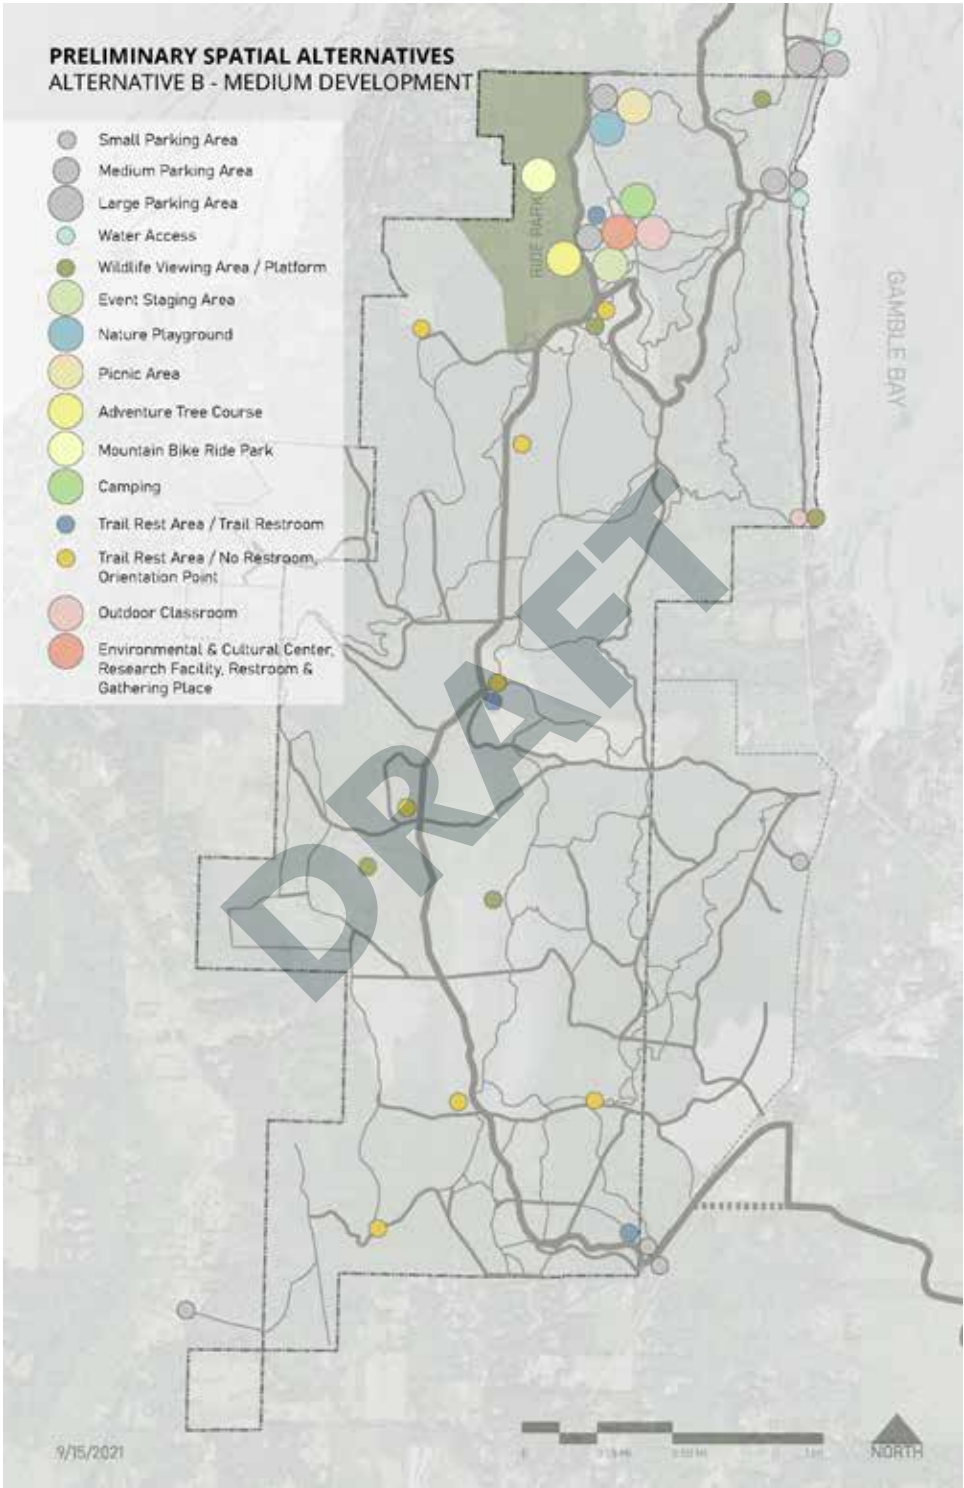 PRELIMINARY SPATIAL ALTERNATIVES
ALTERNATIVE B - MEDIUM DEVELOPMENT
Small Parking Area
Medium Parking Area
Large Parking Area
Water Access
Wildlife Viewing Area / Platform
Event Staging Area
Nature Playground
Picnic Area
Adventure Tree Course
Mountain Bike Ride Park
Camping
Trail Rest Area / Trail Restroom
Trail Rest Area / No Restroom,
Orientation Point
Outdoor Classroom
Environmental & Cultural Center,
Research Facility, Restroom &
Gathering Place
RIDE PARK
GAMBLE BAY
DRAFT
9/15/2021
0
NORTH